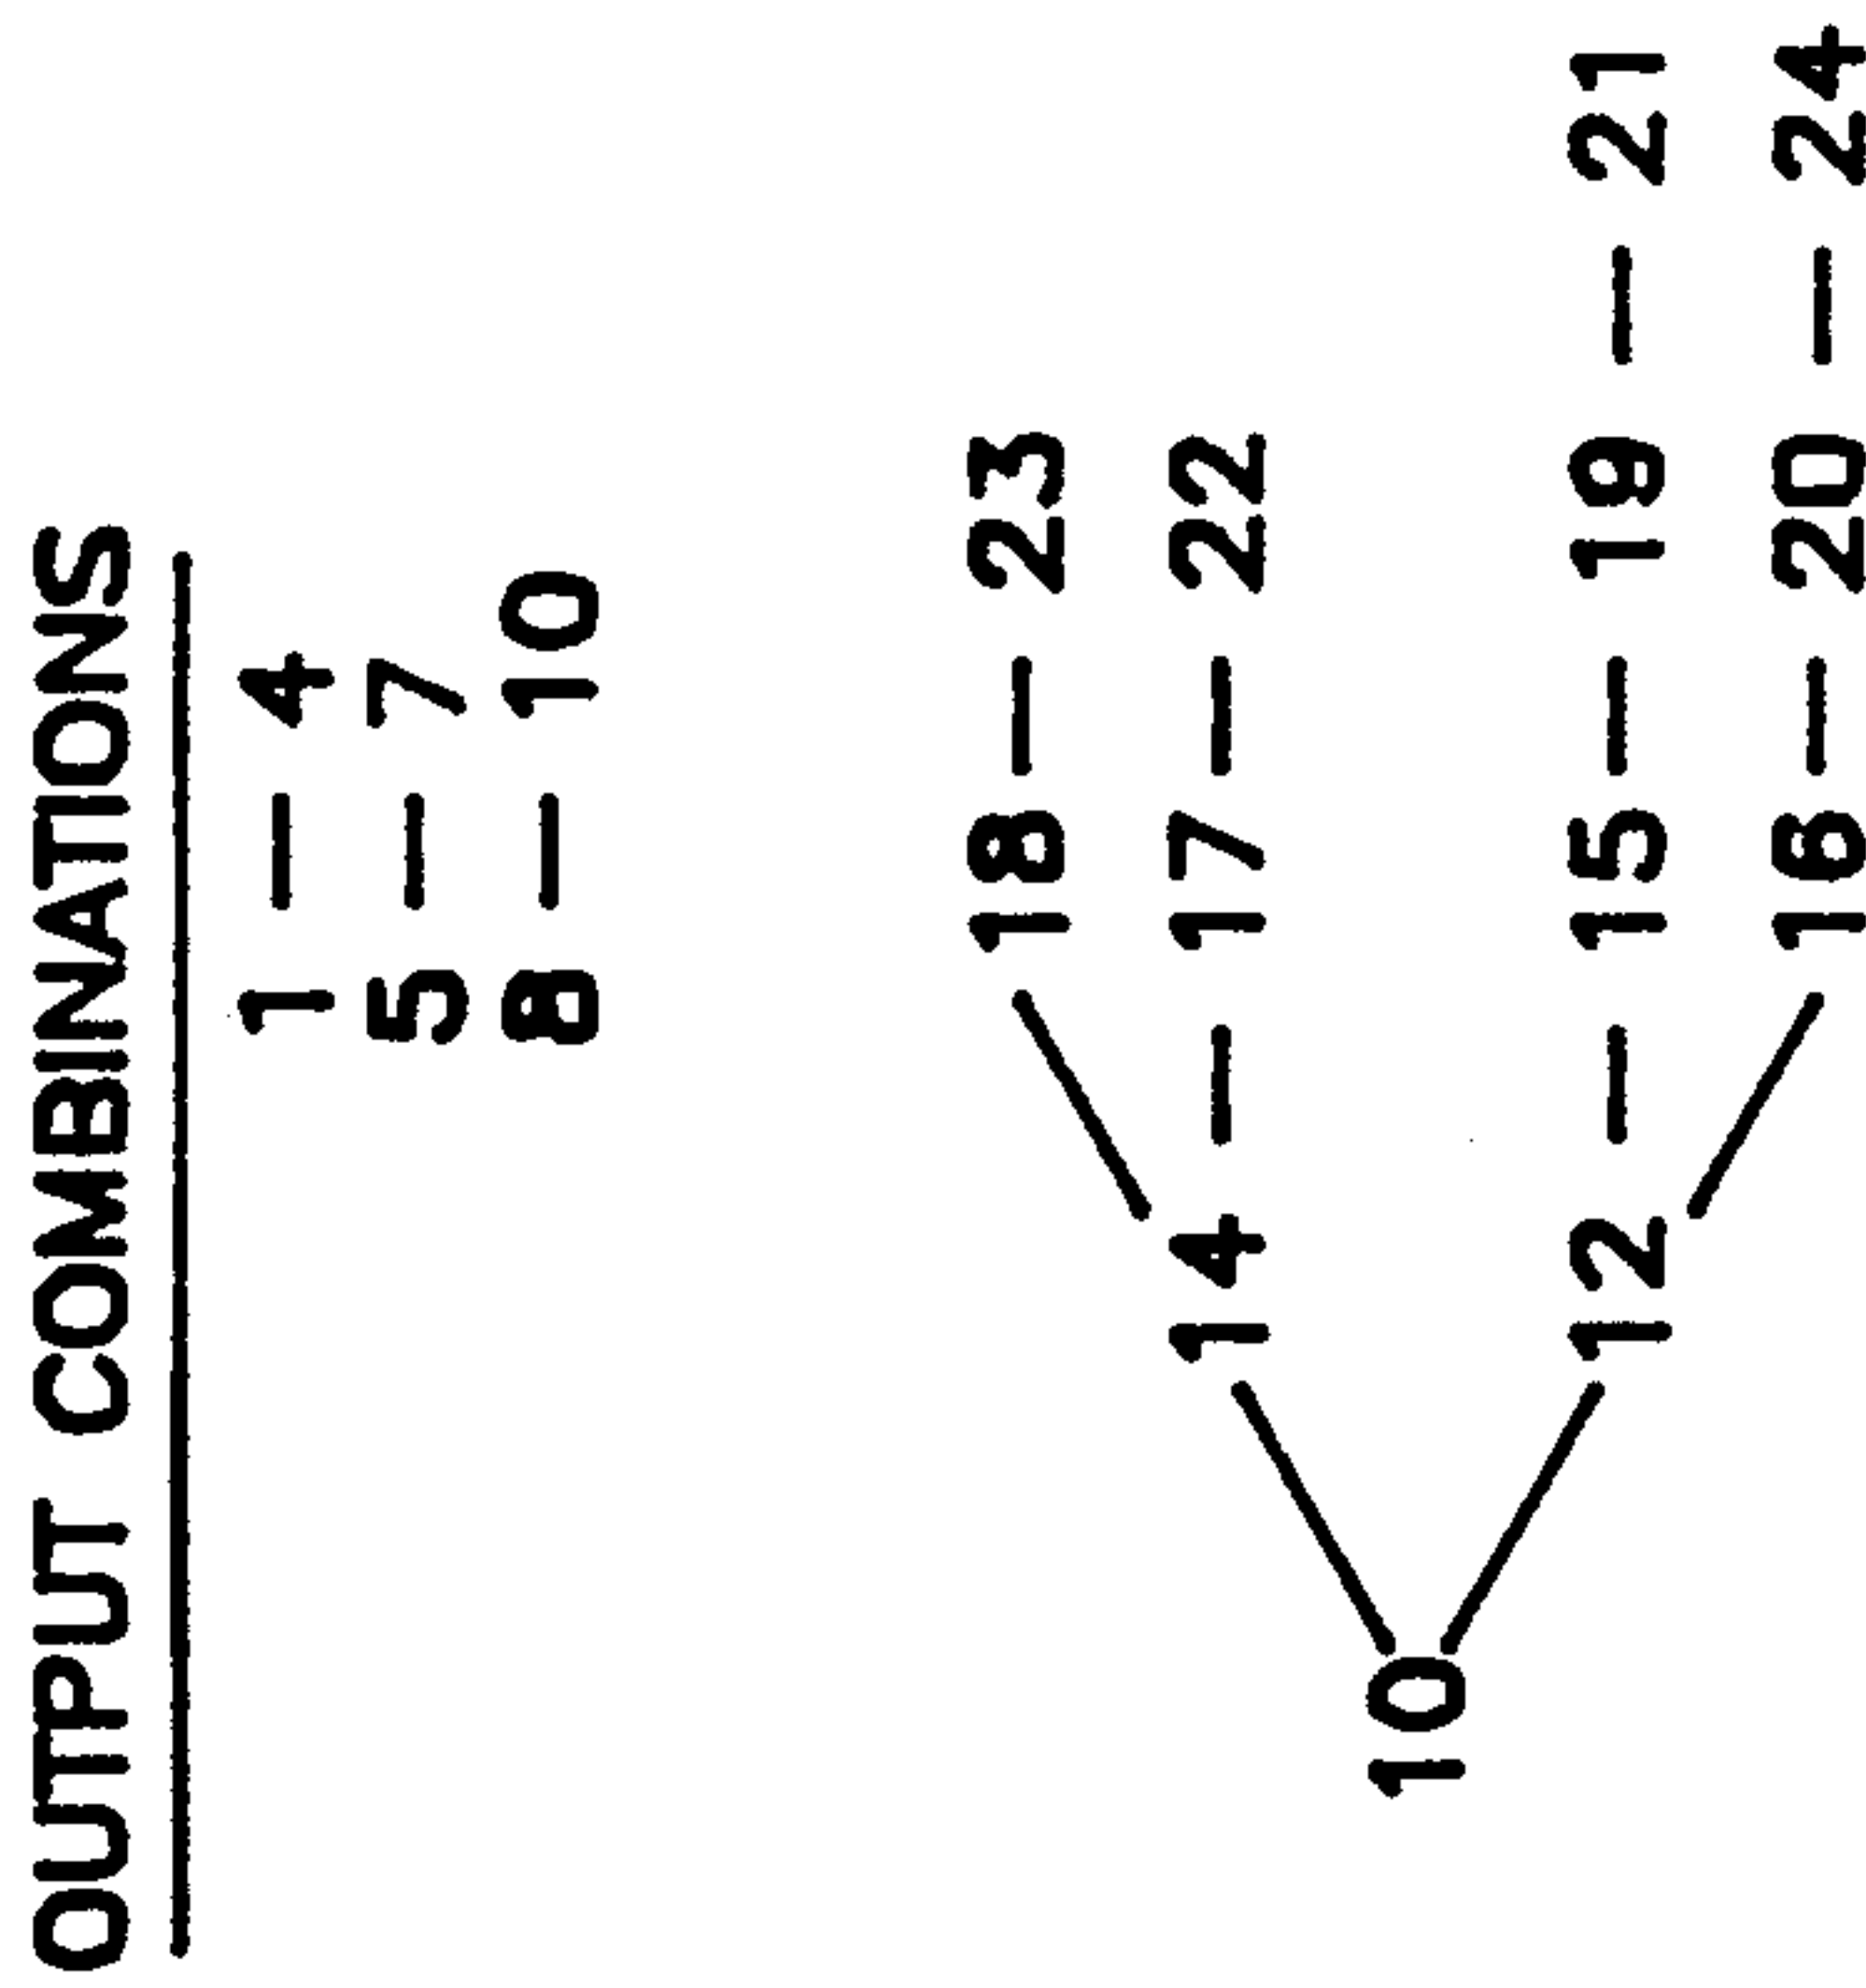 OUTPUT COMBINATIONS
1 — 4
5 — 7
8 — 10
18 — 23
14 — 17 — 22
10
12 — 15 — 19 — 21
16 — 20 — 24